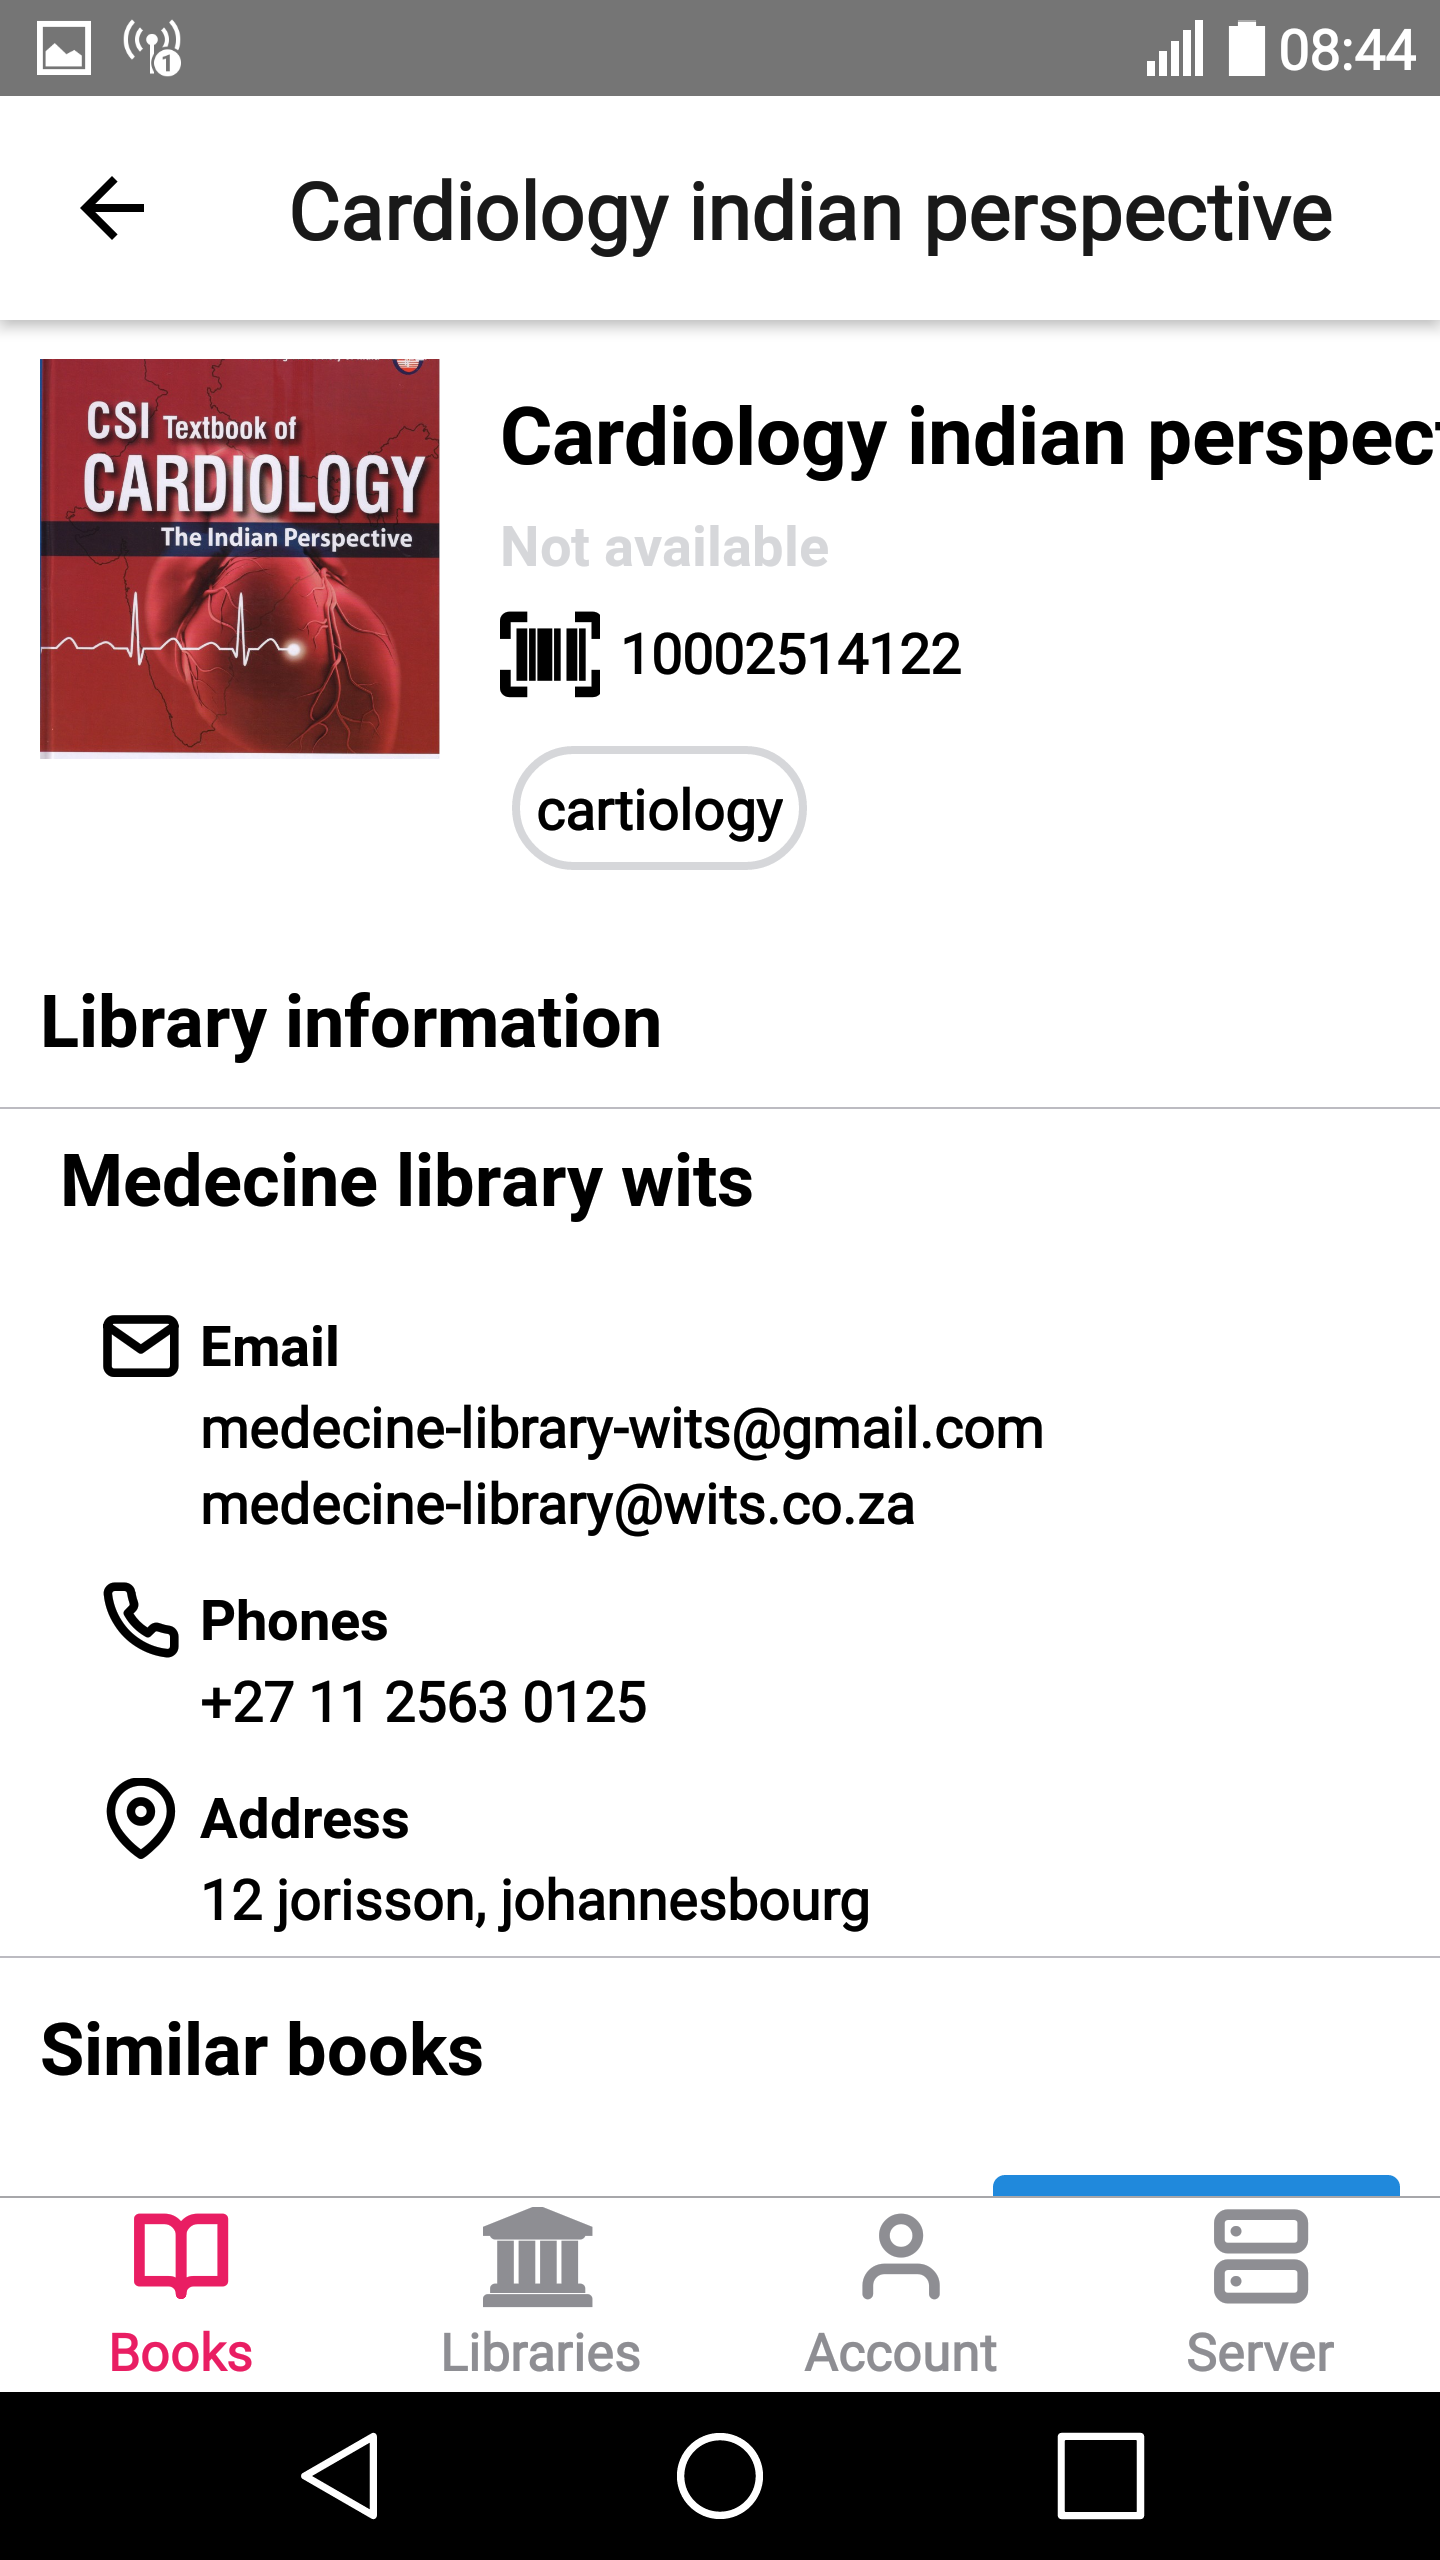 08:44
Cardiology indian perspective
CSI Textbook of
CARDIOLOGY
The Indian Perspective
Cardiology indian perspect
Not available
10002514122
cartiology
Library information
Medecine library wits
Email
medecine-library-wits@gmail.com
medecine-library@wits.co.za
Phones
+27 11 2563 0125
Address
12 jorisson, johannesbourg
Similar books
Books
Libraries
Account
Server